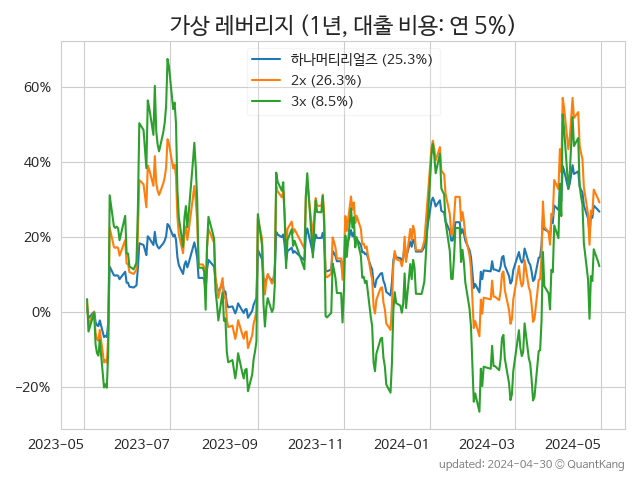 가상 레버리지 (1년, 대출 비용: 연 5%)
하나머티리얼즈 (25.3%)
2x (26.3%)
3x (8.5%)
60%
40%
20%
0%
−20%
2023-05 2023-07 2023-09 2023-11 2024-01 2024-03 2024-05
updated: 2024-04-30 © QuantKang